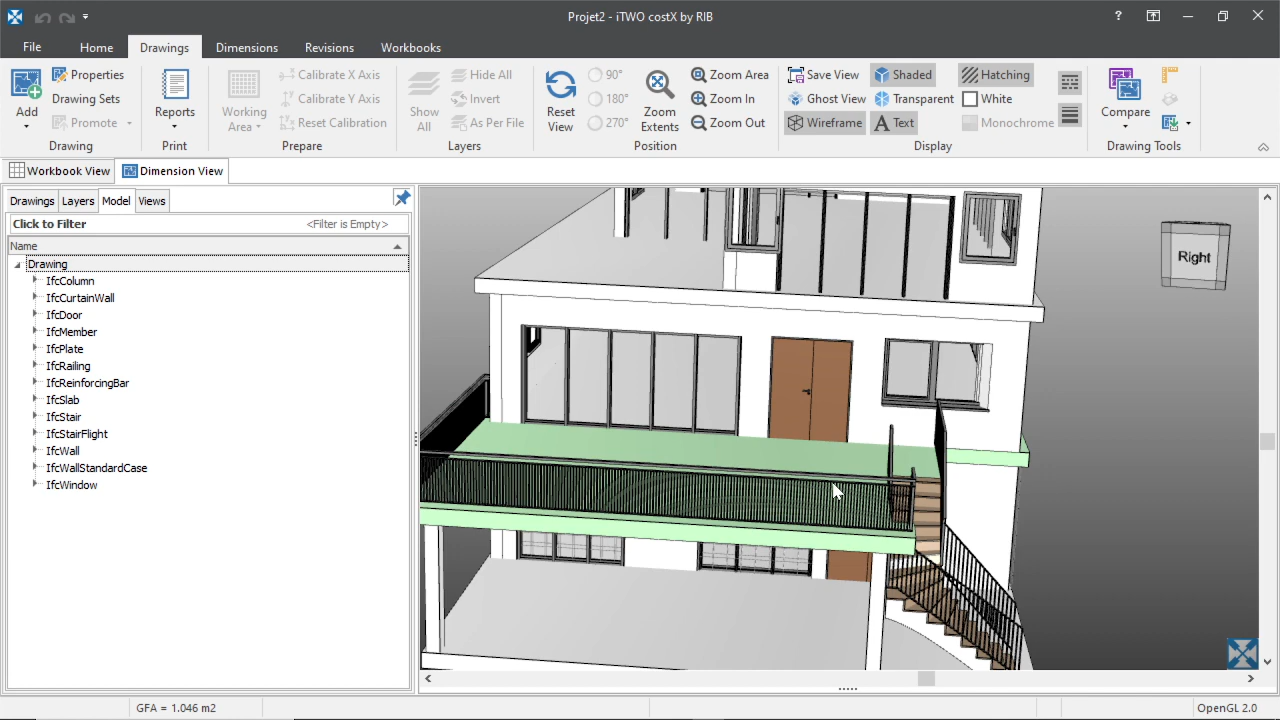 Projet2 - iTWO costX by RIB
?
File Home Drawings Dimensions Revisions Workbooks
Add
Properties
Drawing Sets
Promote
Drawing
Reports
Print
Working Area
Calibrate X Axis
Calibrate Y Axis
Reset Calibration
Prepare
Show All
Hide All
Invert
As Per File
Layers
Reset View
90°
180°
270°
Zoom Extents
Zoom Area
Zoom In
Zoom Out
Position
Save View
Ghost View
Wireframe
Shaded
Transparent
Text
Hatching
White
Monochrome
Display
Compare
Drawing Tools
Workbook View Dimension View
Drawings Layers Model Views
Click to Filter <Filter is Empty>
Name
Drawing
IfcColumn
IfcCurtainWall
IfcDoor
IfcMember
IfcPlate
IfcRailing
IfcReinforcingBar
IfcSlab
IfcStair
IfcStairFlight
IfcWall
IfcWallStandardCase
IfcWindow
Right
GFA = 1.046 m2
OpenGL 2.0